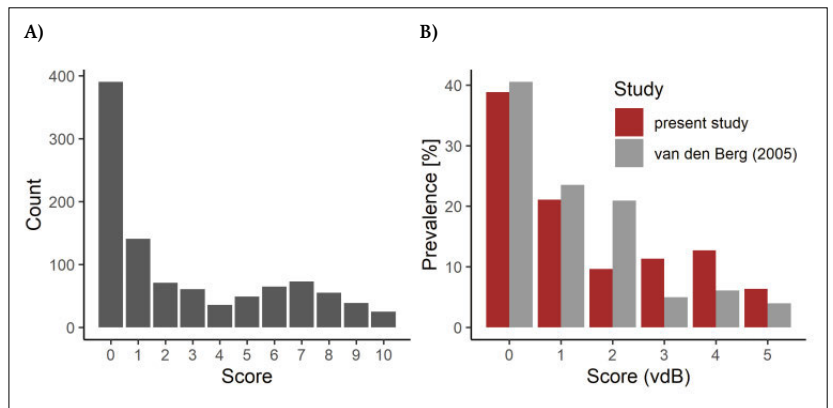 A)
400
300
200
100
0
Count
0 1 2 3 4 5 6 7 8 9 10
Score
B)
40
30
20
10
0
Prevalence [%]
Study
present study
van den Berg (2005)
0 1 2 3 4 5
Score (vdB)